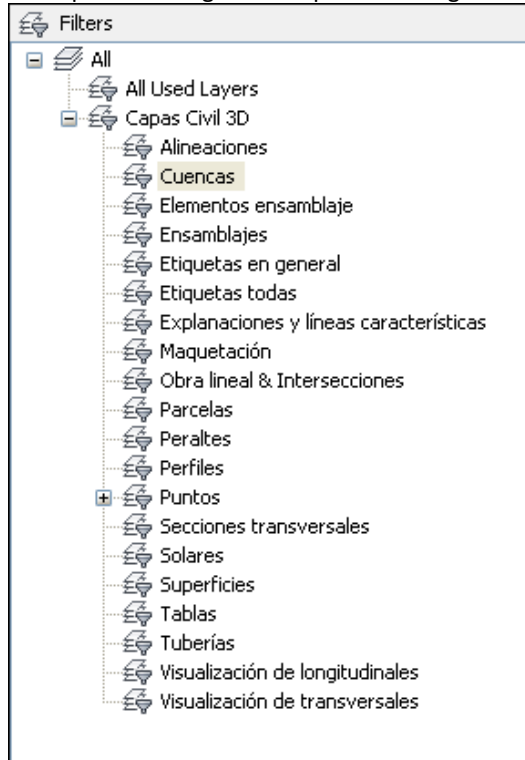 Filters
All
All Used Layers
Capas Civil 3D
Alineaciones
Cuencas
Elementos ensamblaje
Ensamblajes
Etiquetas en general
Etiquetas todas
Explanaciones y líneas características
Maquetación
Obra lineal & Intersecciones
Parcelas
Peraltes
Perfiles
Puntos
Secciones transversales
Solares
Superficies
Tablas
Tuberías
Visualización de longitudinales
Visualización de transversales